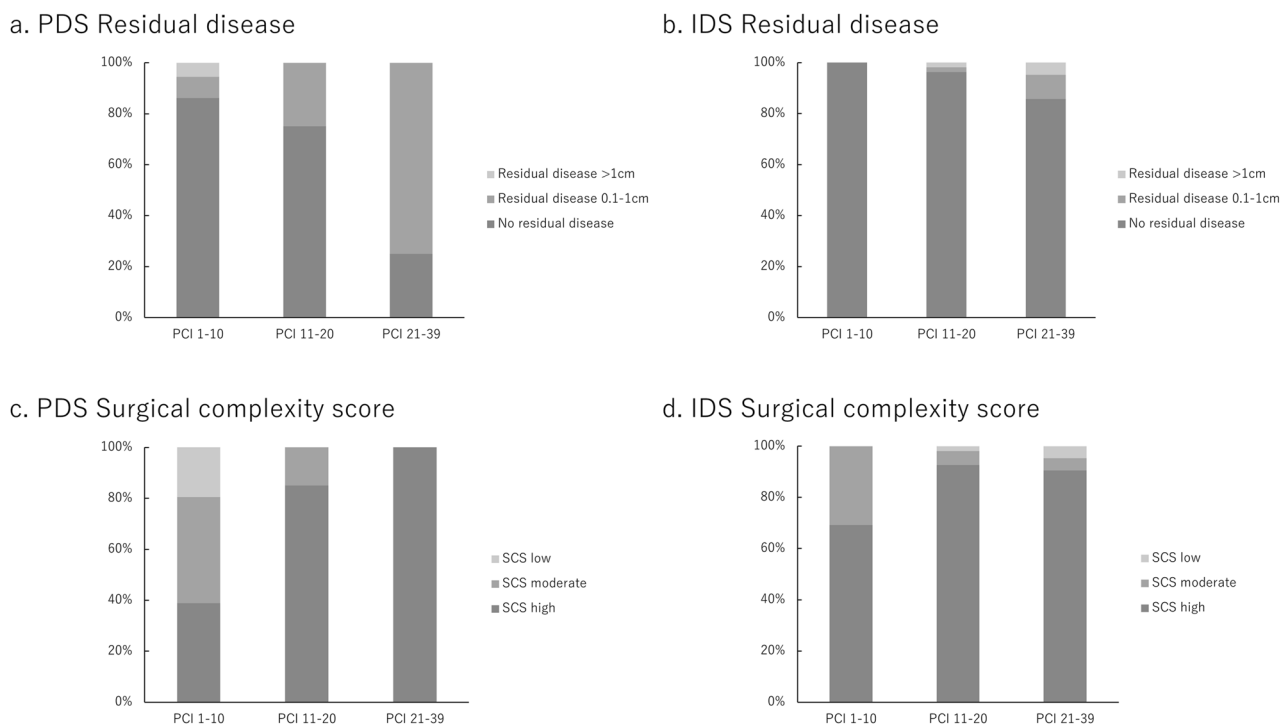 a. PDS Residual disease
100%
80%
60%
40%
20%
0%
PCI 1-10
PCI 11-20
PCI 21-39
Residual disease >1cm
Residual disease 0.1-1cm
No residual disease
b. IDS Residual disease
100%
80%
60%
40%
20%
0%
PCI 1-10
PCI 11-20
PCI 21-39
Residual disease >1cm
Residual disease 0.1-1cm
No residual disease
c. PDS Surgical complexity score
100%
80%
60%
40%
20%
0%
PCI 1-10
PCI 11-20
PCI 21-39
SCS low
SCS moderate
SCS high
d. IDS Surgical complexity score
100%
80%
60%
40%
20%
0%
PCI 1-10
PCI 11-20
PCI 21-39
SCS low
SCS moderate
SCS high